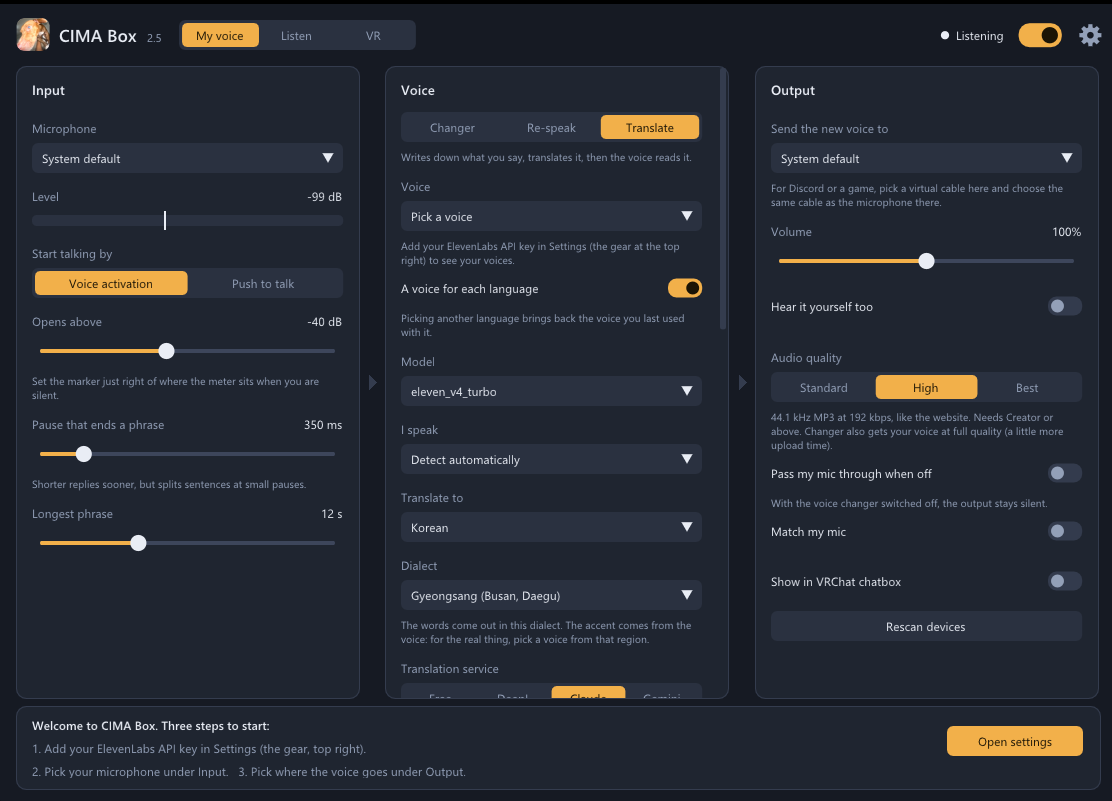 CIMA Box 2.5
My voice Listen VR
Listening
Input
Microphone
System default
Level -99 dB
Start talking by
Voice activation Push to talk
Opens above -40 dB
Set the marker just right of where the meter sits when you are
silent.
Pause that ends a phrase 350 ms
Shorter replies sooner, but splits sentences at small pauses.
Longest phrase 12 s
Voice
Changer Re-speak Translate
Writes down what you say, translates it, then the voice reads it.
Voice
Pick a voice
Add your ElevenLabs API key in Settings (the gear at the top
right) to see your voices.
A voice for each language
Picking another language brings back the voice you last used
with it.
Model
eleven_v4_turbo
I speak
Detect automatically
Translate to
Korean
Dialect
Gyeongsang (Busan, Daegu)
The words come out in this dialect. The accent comes from the
voice: for the real thing, pick a voice from that region.
Translation service
Free DeepL Claude Gemini
Output
Send the new voice to
System default
For Discord or a game, pick a virtual cable here and choose the
same cable as the microphone there.
Volume 100%
Hear it yourself too
Audio quality
Standard High Best
44.1 kHz MP3 at 192 kbps, like the website. Needs Creator or
above. Changer also gets your voice at full quality (a little more
upload time).
Pass my mic through when off
With the voice changer switched off, the output stays silent.
Match my mic
Show in VRChat chatbox
Rescan devices
Welcome to CIMA Box. Three steps to start:
1. Add your ElevenLabs API key in Settings (the gear, top right).
2. Pick your microphone under Input. 3. Pick where the voice goes under Output.
Open settings